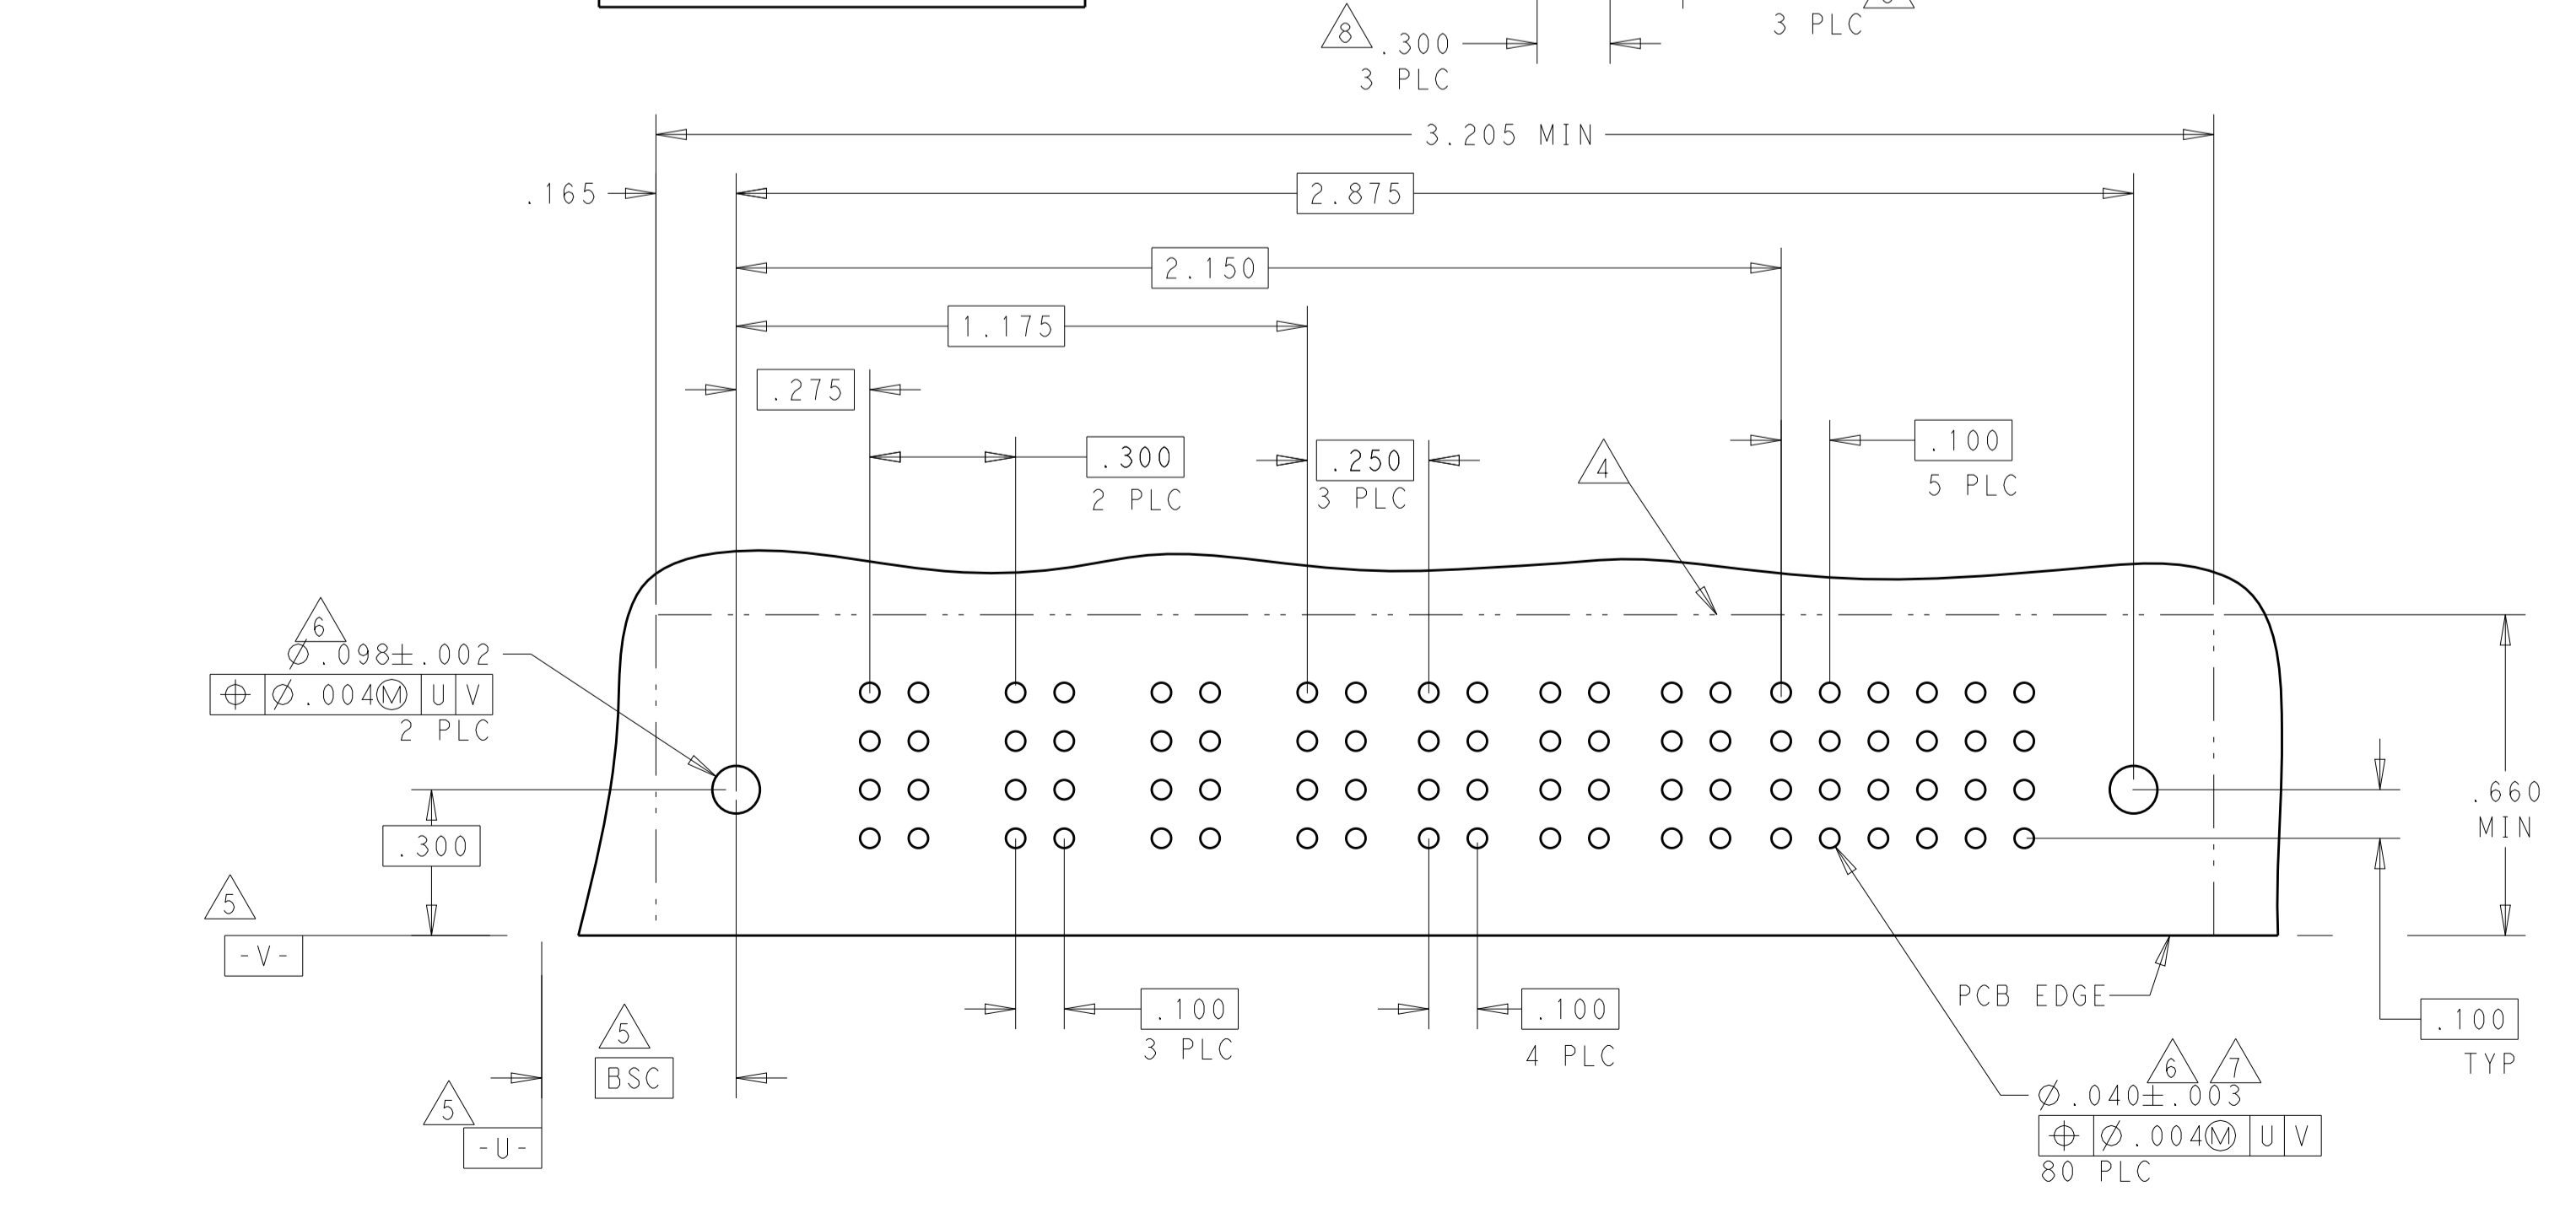 3 PLC
8 .300
3 PLC
3.205 MIN
.165
2.875
2.150
1.175
.275
.300
2 PLC
.250
3 PLC
4
.100
5 PLC
6
Ø.098±.002
⌖ Ø.004Ⓜ U V
2 PLC
.300
5
-V-
.660
MIN
5
BSC
5
-U-
.100
3 PLC
.100
4 PLC
PCB EDGE
.100
TYP
6 7
Ø.040±.003
⌖ Ø.004Ⓜ U V
80 PLC